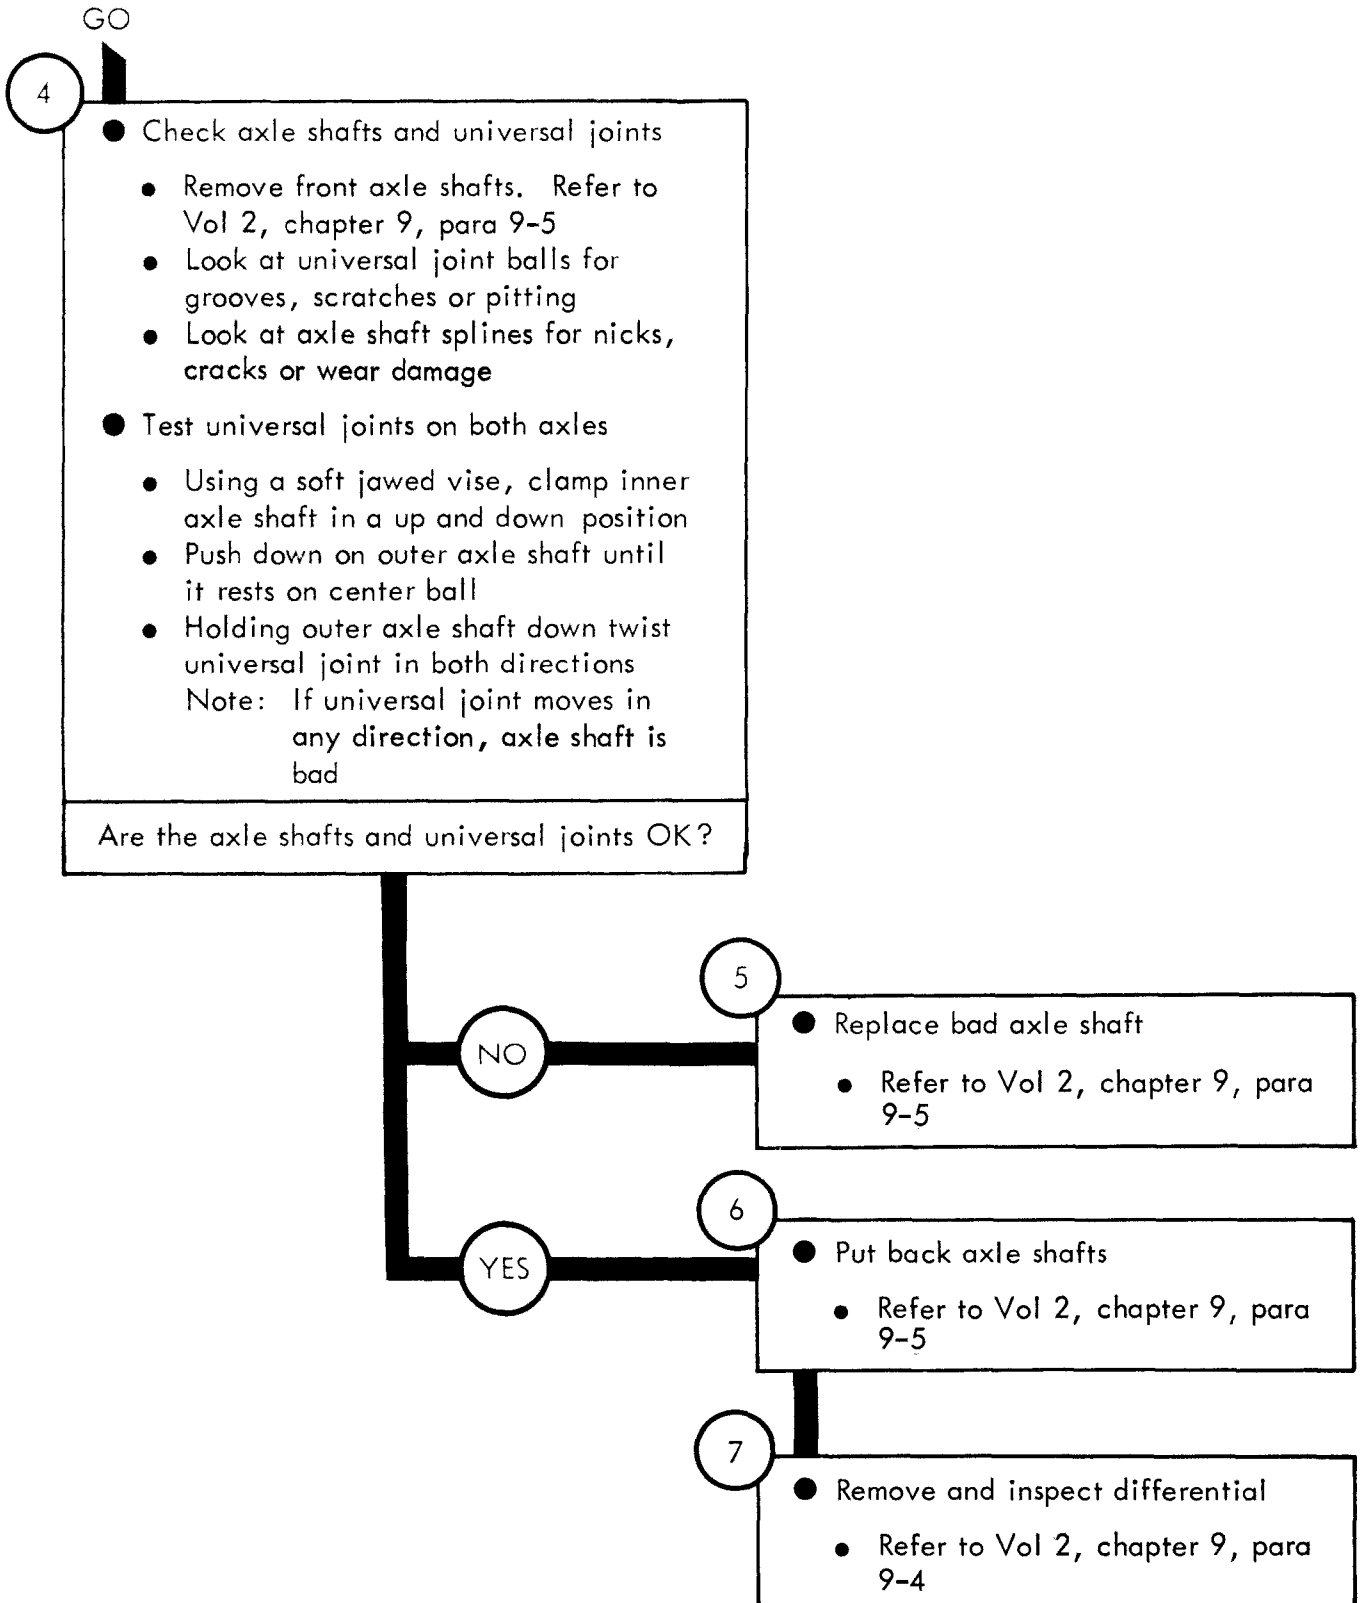 GO
4
● Check axle shafts and universal joints
● Remove front axle shafts. Refer to
Vol 2, chapter 9, para 9-5
● Look at universal joint balls for
grooves, scratches or pitting
● Look at axle shaft splines for nicks,
cracks or wear damage
● Test universal joints on both axles
● Using a soft jawed vise, clamp inner
axle shaft in a up and down position
● Push down on outer axle shaft until
it rests on center ball
● Holding outer axle shaft down twist
universal joint in both directions
Note: If universal joint moves in
any direction, axle shaft is
bad
Are the axle shafts and universal joints OK?
NO
5
● Replace bad axle shaft
● Refer to Vol 2, chapter 9, para
9-5
YES
6
● Put back axle shafts
● Refer to Vol 2, chapter 9, para
9-5
7
● Remove and inspect differential
● Refer to Vol 2, chapter 9, para
9-4